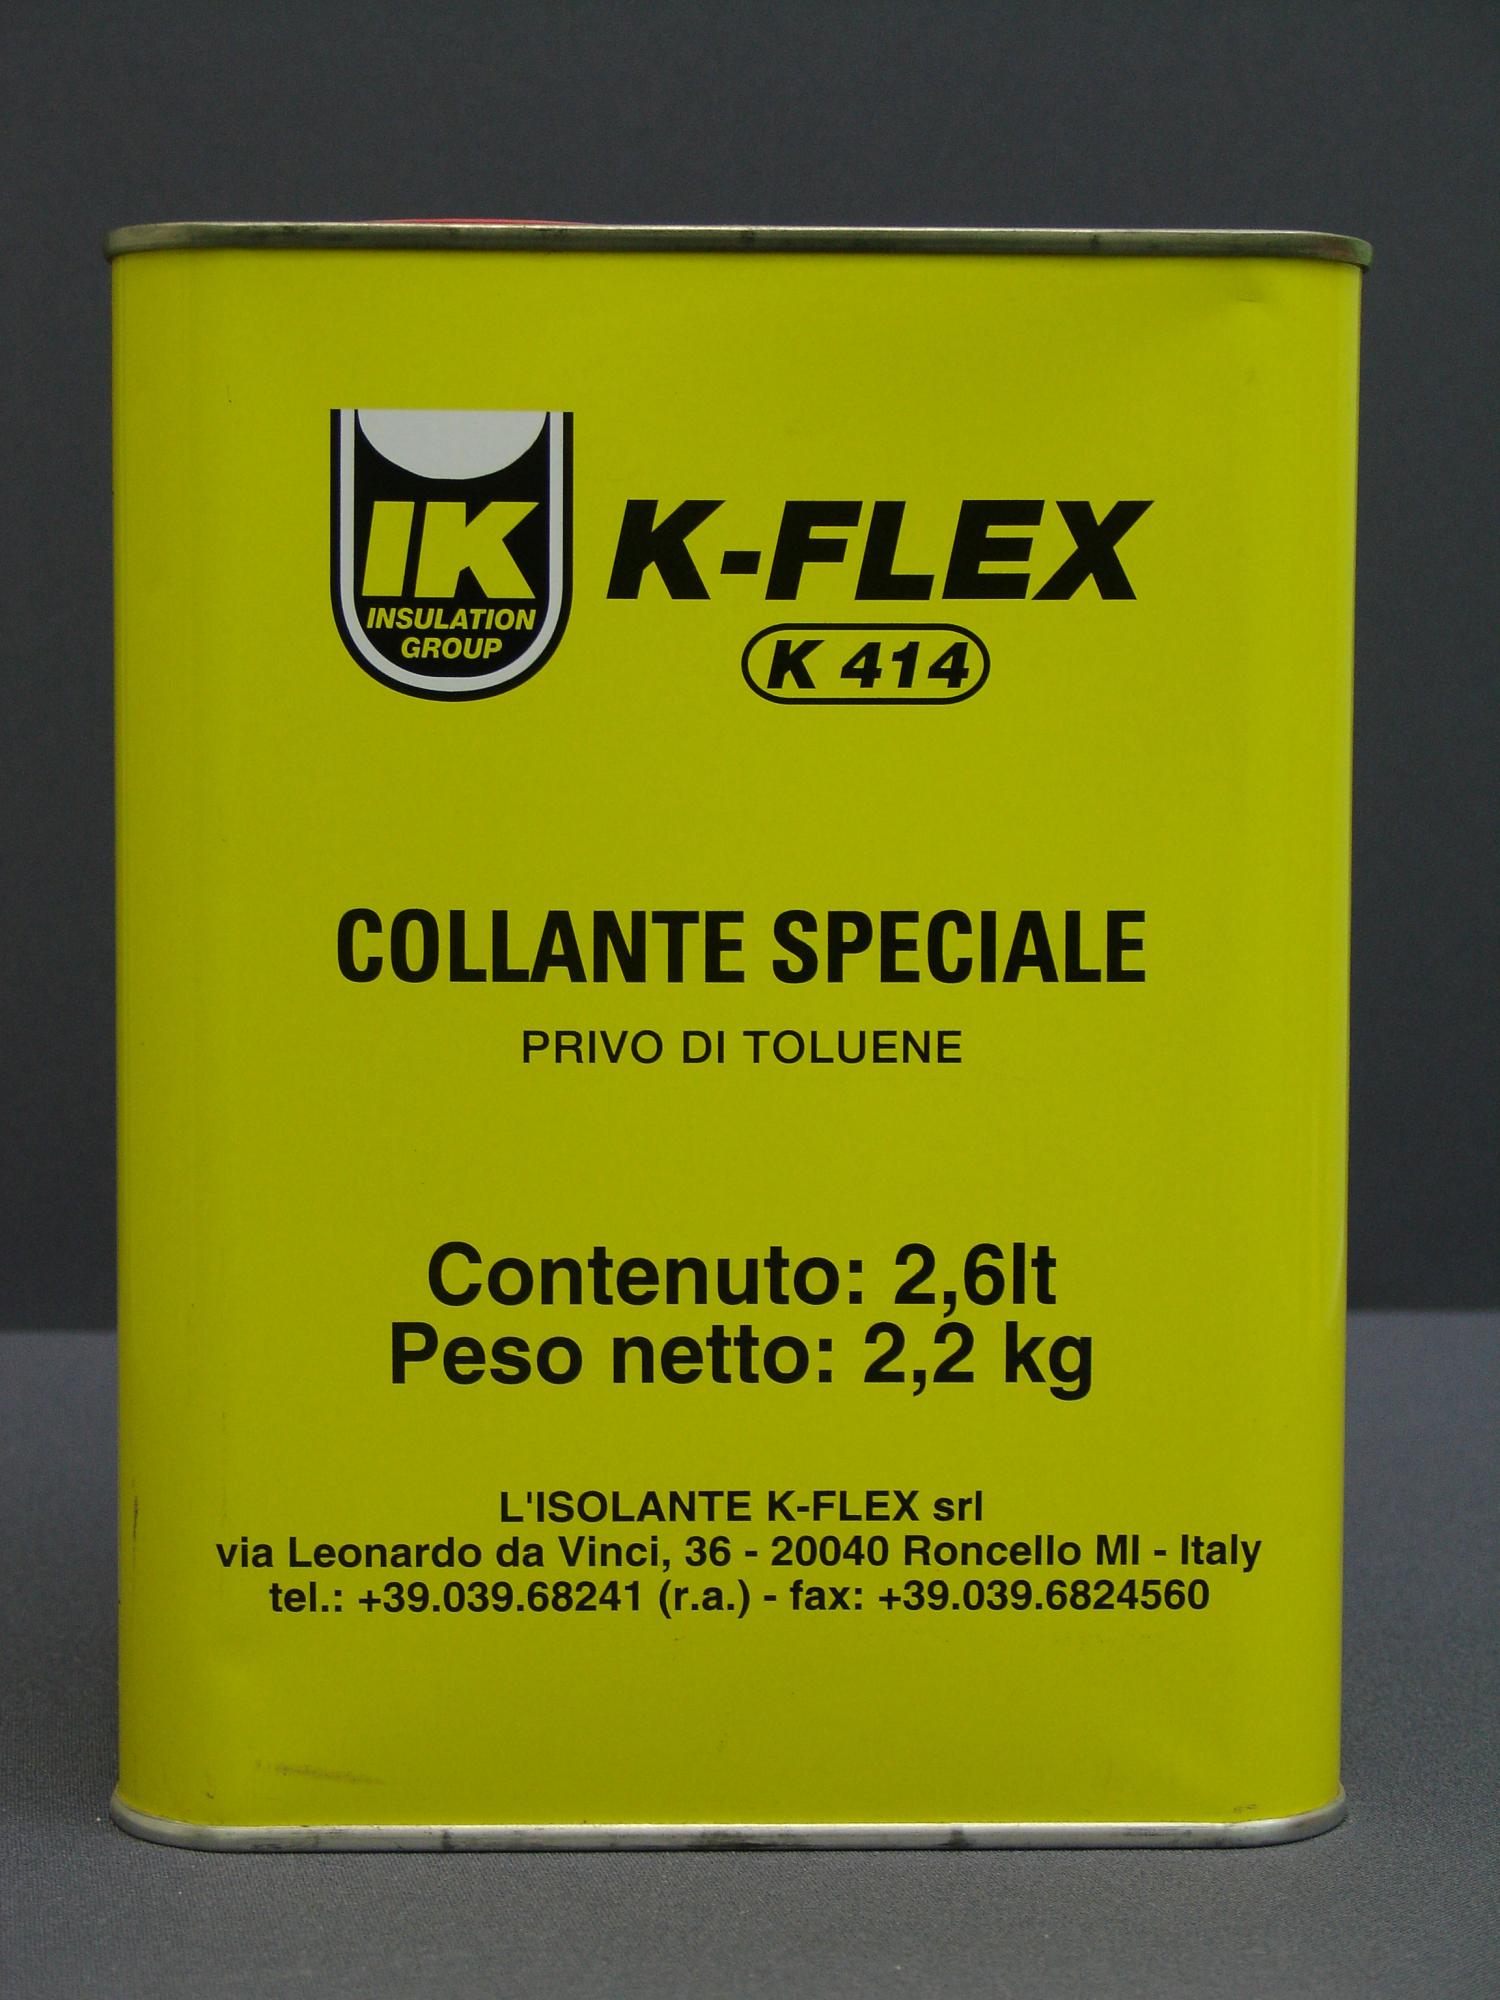 IK
INSULATION
GROUP
K-FLEX
K 414
COLLANTE SPECIALE
PRIVO DI TOLUENE
Contenuto: 2,6lt
Peso netto: 2,2 kg
L'ISOLANTE K-FLEX srl
via Leonardo da Vinci, 36 - 20040 Roncello MI - Italy
tel.: +39.039.68241 (r.a.) - fax: +39.039.6824560